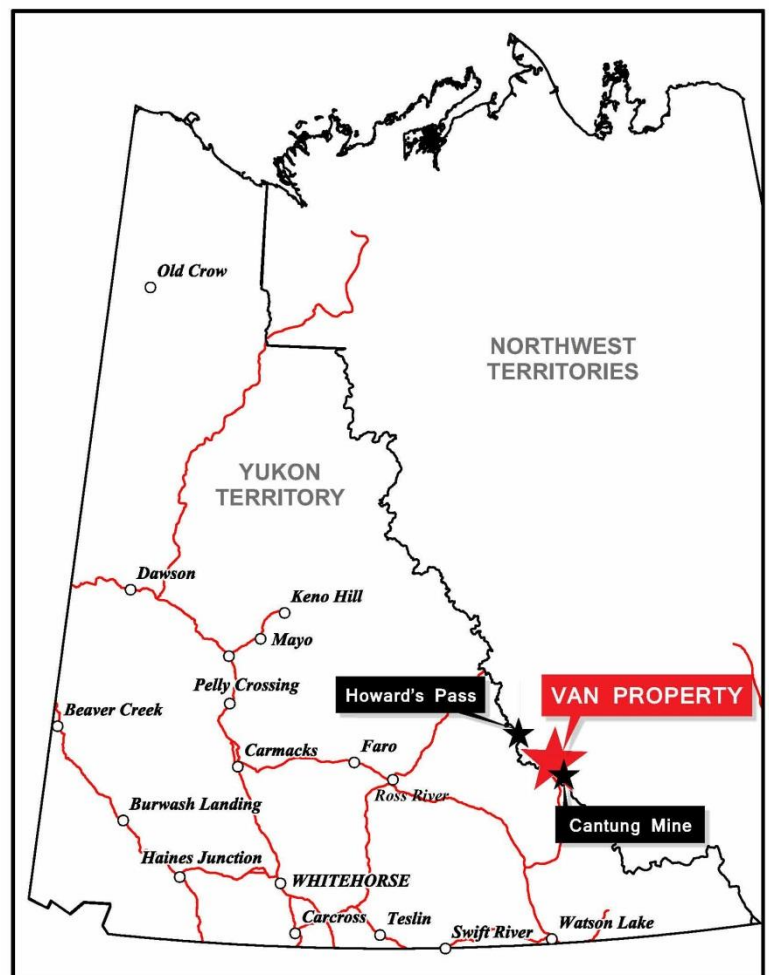 Old Crow
NORTHWEST
TERRITORIES
YUKON
TERRITORY
Dawson
Keno Hill
Mayo
Pelly Crossing
Howard's Pass
VAN PROPERTY
Beaver Creek
Carmacks
Faro
Ross River
Burwash Landing
Cantung Mine
Haines Junction
WHITEHORSE
Carcross
Teslin
Swift River
Watson Lake